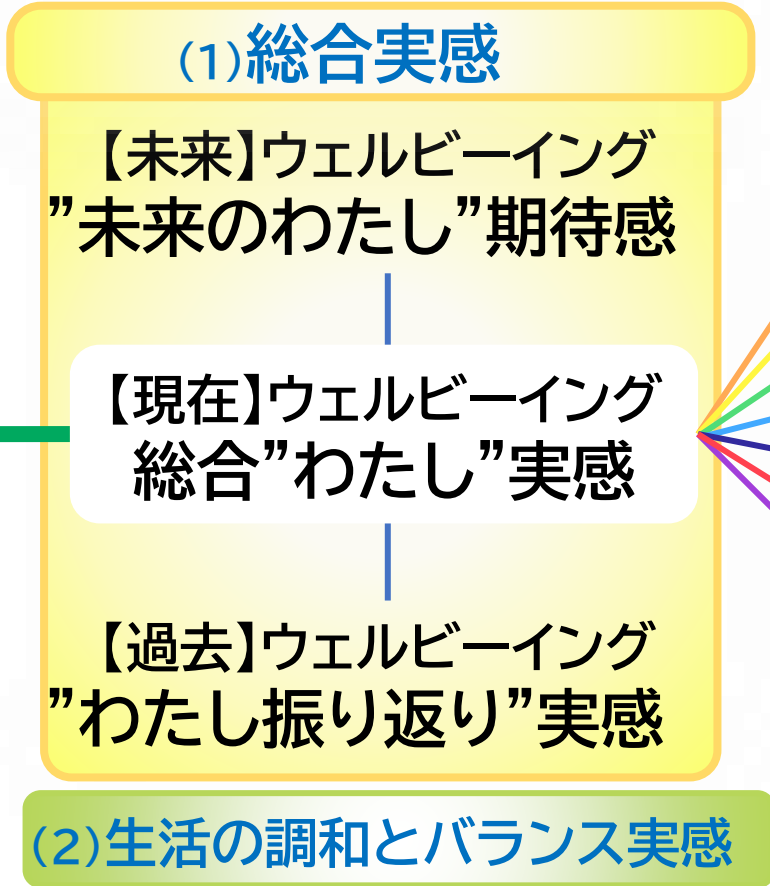 (1)総合実感
【未来】ウェルビーイング
”未来のわたし”期待感
【現在】ウェルビーイング
総合”わたし”実感
【過去】ウェルビーイング
”わたし振り返り”実感
(2)生活の調和とバランス実感